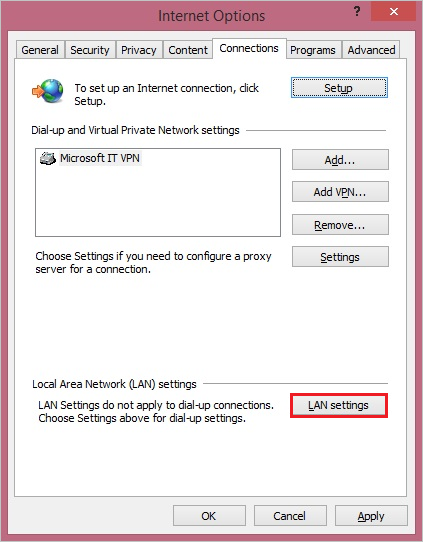 Internet Options
?
General Security Privacy Content Connections Programs Advanced
To set up an Internet connection, click
Setup.
Setup
Dial-up and Virtual Private Network settings
Microsoft IT VPN
Add...
Add VPN...
Remove...
Choose Settings if you need to configure a proxy
server for a connection.
Settings
Local Area Network (LAN) settings
LAN Settings do not apply to dial-up connections.
Choose Settings above for dial-up settings.
LAN settings
OK Cancel Apply